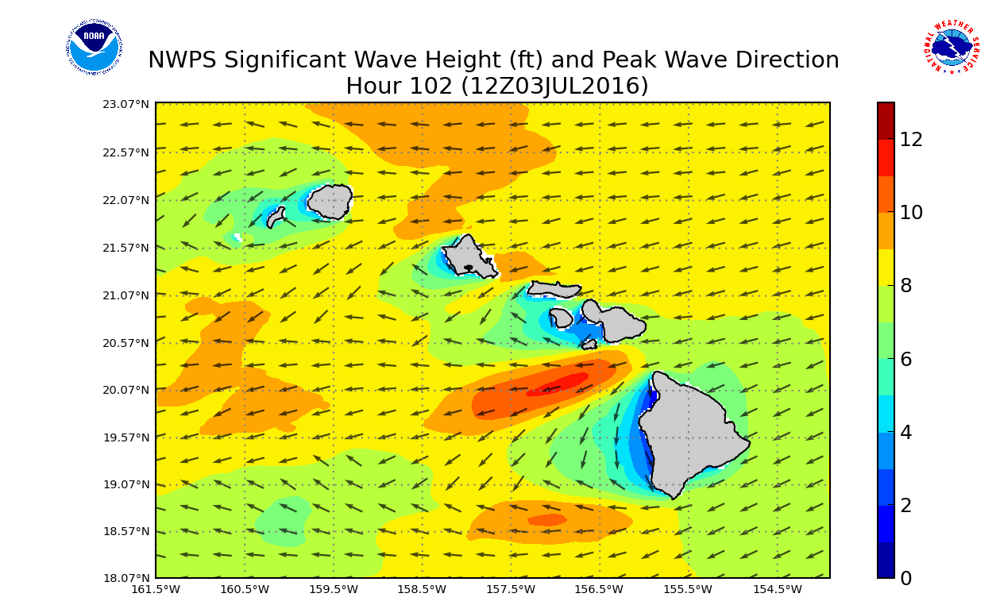 NOAA
NATIONAL WEATHER SERVICE
NWPS Significant Wave Height (ft) and Peak Wave Direction
Hour 102 (12Z03JUL2016)
23.07°N
22.57°N
22.07°N
21.57°N
21.07°N
20.57°N
20.07°N
19.57°N
19.07°N
18.57°N
18.07°N
161.5°W 160.5°W 159.5°W 158.5°W 157.5°W 156.5°W 155.5°W 154.5°W
12
10
8
6
4
2
0